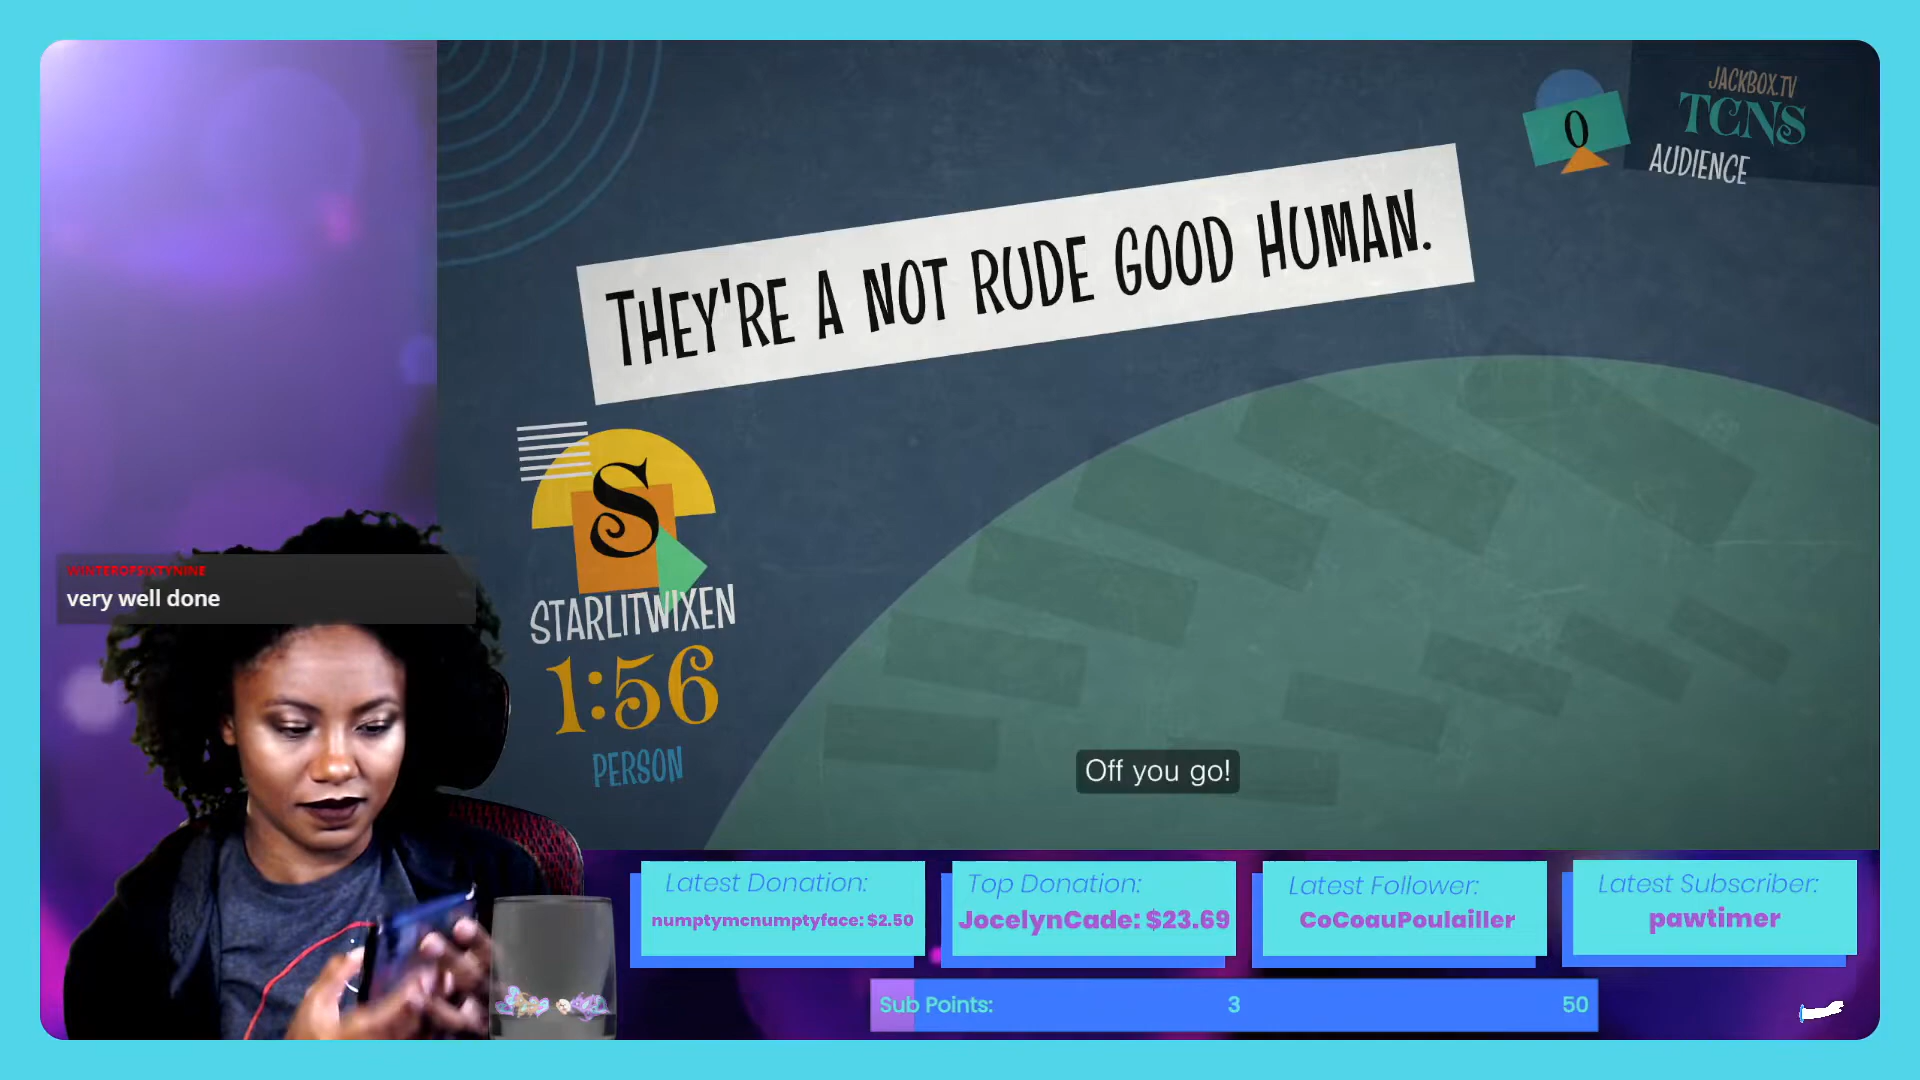 JACKBOX.TV
TCNS
0
AUDIENCE
THEY'RE A NOT RUDE GOOD HUMAN.
S
STARLITWIXEN
1:56
PERSON
WINTEROFSIXTYNINE
very well done
Off you go!
Latest Donation:
numptymcnumptyface: $2.50
Top Donation:
JocelynCade: $23.69
Latest Follower:
CoCoauPoulailler
Latest Subscriber:
pawtimer
Sub Points: 3 50